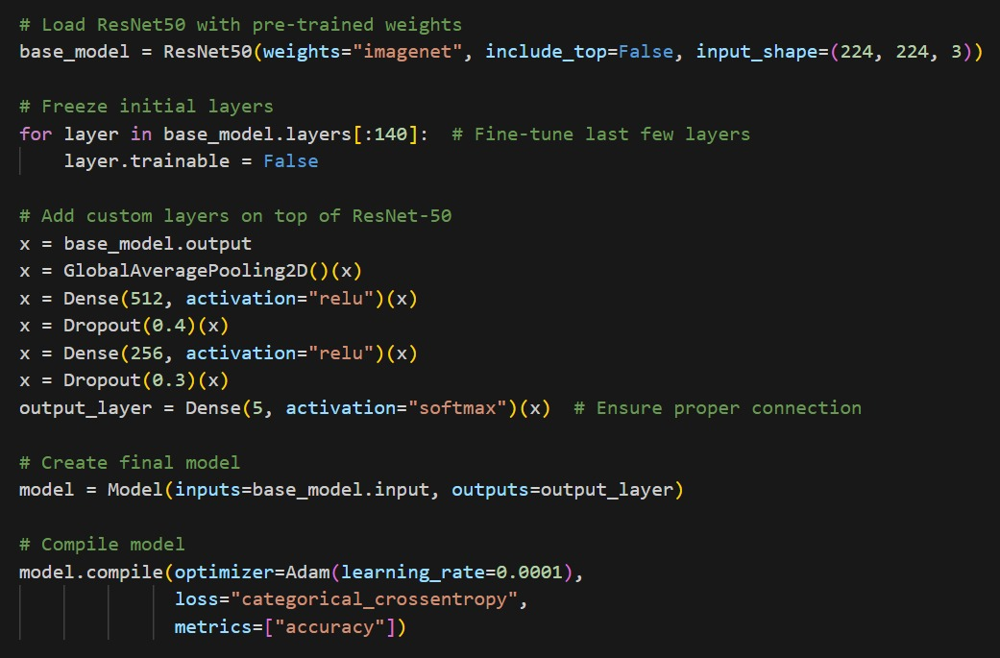 # Load ResNet50 with pre-trained weights
base_model = ResNet50(weights="imagenet", include_top=False, input_shape=(224, 224, 3))

# Freeze initial layers
for layer in base_model.layers[:140]:  # Fine-tune last few layers
    layer.trainable = False

# Add custom layers on top of ResNet-50
x = base_model.output
x = GlobalAveragePooling2D()(x)
x = Dense(512, activation="relu")(x)
x = Dropout(0.4)(x)
x = Dense(256, activation="relu")(x)
x = Dropout(0.3)(x)
output_layer = Dense(5, activation="softmax")(x)  # Ensure proper connection

# Create final model
model = Model(inputs=base_model.input, outputs=output_layer)

# Compile model
model.compile(optimizer=Adam(learning_rate=0.0001),
              loss="categorical_crossentropy",
              metrics=["accuracy"])